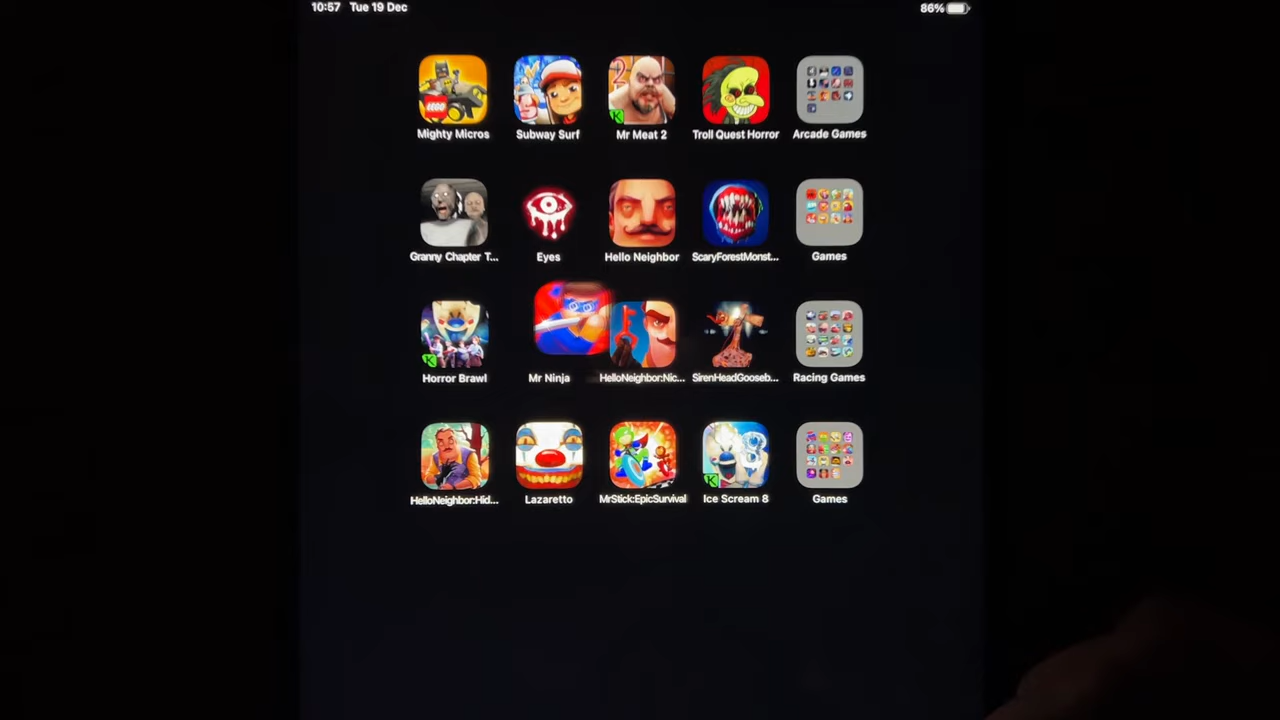 10:57 Tue 19 Dec 86%
LEGO
Mighty Micros Subway Surf Mr Meat 2 Troll Quest Horror Arcade Games
Granny Chapter T... Eyes Hello Neighbor ScaryForestMonst... Games
Horror Brawl Mr Ninja HelloNeighbor:Nic... SirenHeadGooseb... Racing Games
HelloNeighbor:Hid... Lazaretto MrStick:EpicSurvival Ice Scream 8 Games